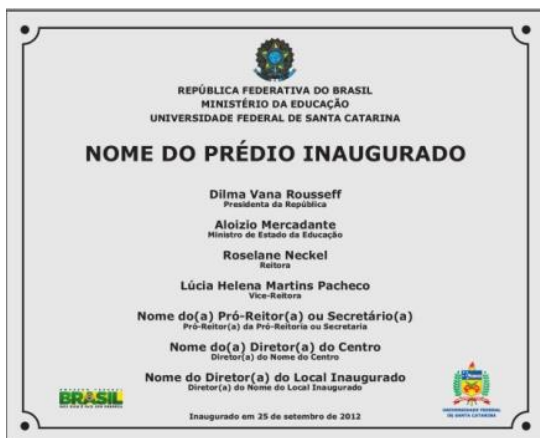 REPÚBLICA FEDERATIVA DO BRASIL
MINISTÉRIO DA EDUCAÇÃO
UNIVERSIDADE FEDERAL DE SANTA CATARINA
NOME DO PRÉDIO INAUGURADO
Dilma Vana Rousseff
Presidenta da República
Aloizio Mercadante
Ministro de Estado da Educação
Roselane Neckel
Reitora
Lúcia Helena Martins Pacheco
Vice-Reitora
Nome do(a) Pró-Reitor(a) ou Secretário(a)
Pró-Reitor(a) da Pró-Reitoria ou Secretaria
Nome do(a) Diretor(a) do Centro
Diretor(a) do Nome do Centro
Nome do Diretor(a) do Local Inaugurado
Diretor(a) do Nome do Local Inaugurado
BRASIL
UNIVERSIDADE FEDERAL
DE SANTA CATARINA
Inaugurado em 25 de setembro de 2012